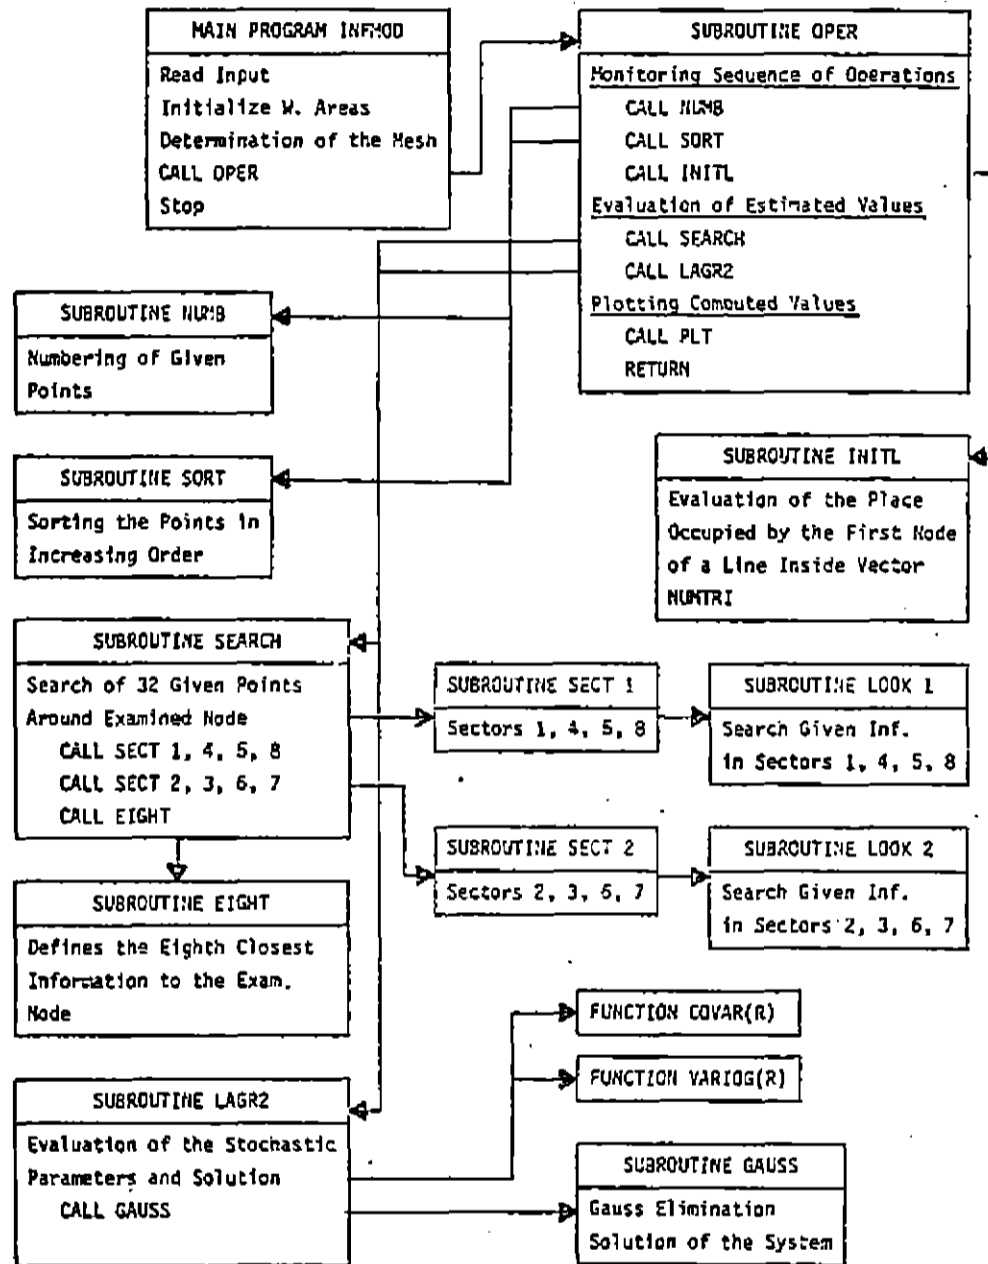 MAIN PROGRAM INFMOD
Read Input
Initialize W. Areas
Determination of the Mesh
CALL OPER
Stop
SUBROUTINE OPER
Monitoring Sequence of Operations
CALL NUMB
CALL SORT
CALL INITL
Evaluation of Estimated Values
CALL SEARCH
CALL LAGR2
Plotting Computed Values
CALL PLT
RETURN
SUBROUTINE NUMB
Numbering of Given
Points
SUBROUTINE SORT
Sorting the Points in
Increasing Order
SUBROUTINE INITL
Evaluation of the Place
Occupied by the First Node
of a Line Inside Vector
NUMTRI
SUBROUTINE SEARCH
Search of 32 Given Points
Around Examined Node
CALL SECT 1, 4, 5, 8
CALL SECT 2, 3, 6, 7
CALL EIGHT
SUBROUTINE SECT 1
Sectors 1, 4, 5, 8
SUBROUTINE LOOK 1
Search Given Inf.
in Sectors 1, 4, 5, 8
SUBROUTINE SECT 2
Sectors 2, 3, 6, 7
SUBROUTINE LOOK 2
Search Given Inf.
in Sectors 2, 3, 6, 7
SUBROUTINE EIGHT
Defines the Eighth Closest
Information to the Exam.
Node
FUNCTION COVAR(R)
FUNCTION VARIOG(R)
SUBROUTINE LAGR2
Evaluation of the Stochastic
Parameters and Solution
CALL GAUSS
SUBROUTINE GAUSS
Gauss Elimination
Solution of the System